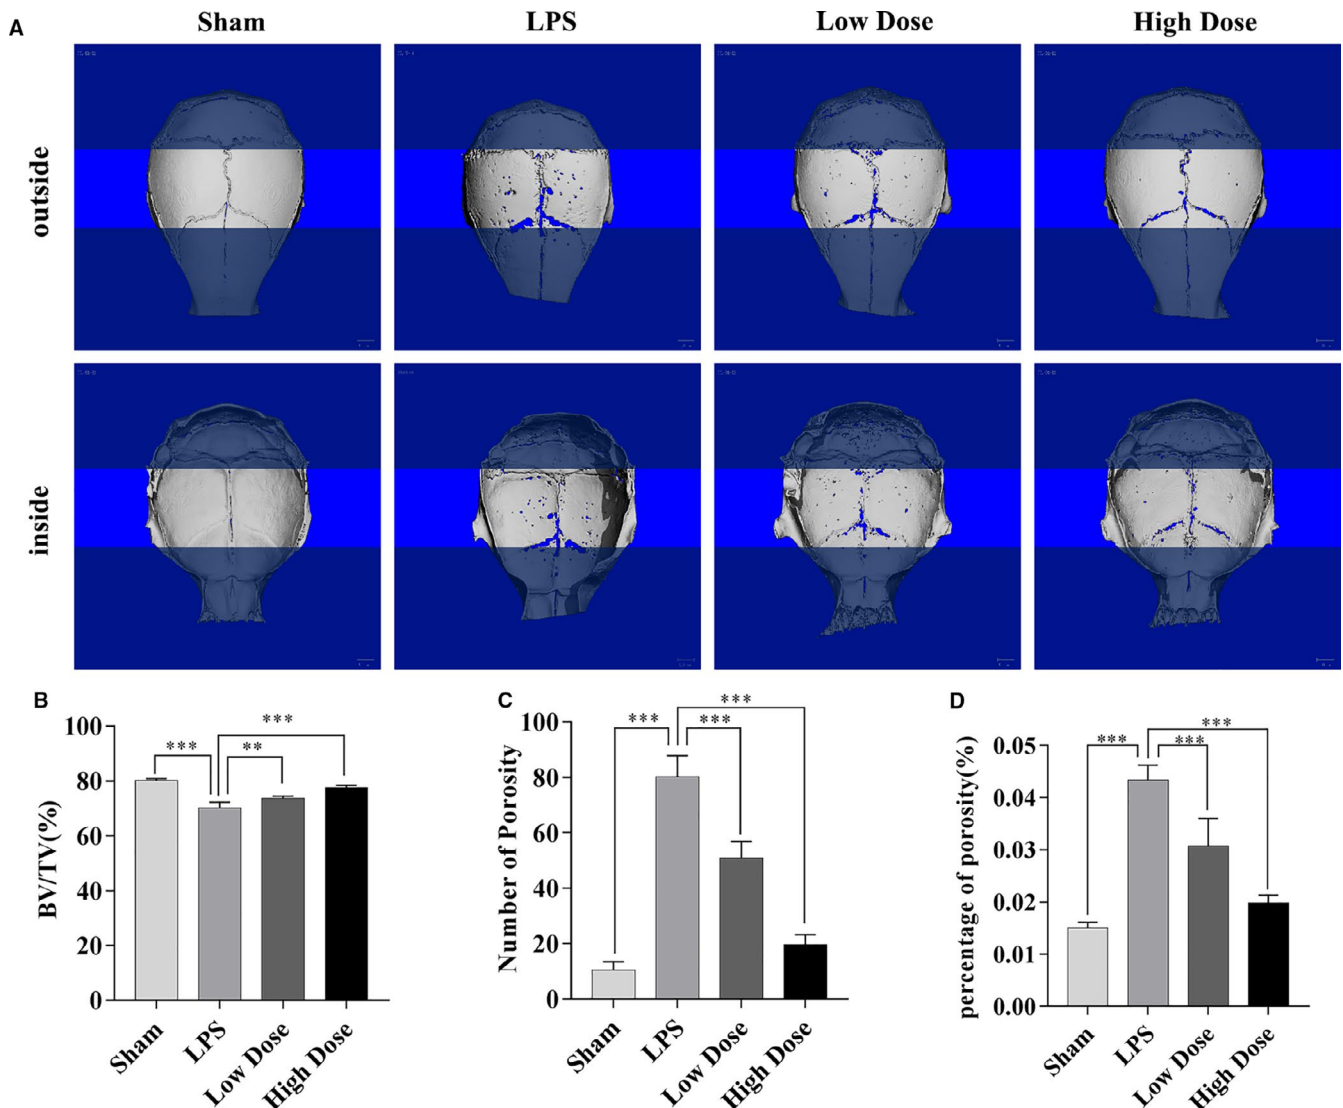 A
Sham
LPS
Low Dose
High Dose
outside
inside
B
BV/TV(%)
100
80
60
40
20
0
***
**
***
Sham
LPS
Low Dose
High Dose
C
Number of Porosity
100
80
60
40
20
0
***
***
***
Sham
LPS
Low Dose
High Dose
D
percentage of porosity(%)
0.05
0.04
0.03
0.02
0.01
0.00
***
***
***
Sham
LPS
Low Dose
High Dose